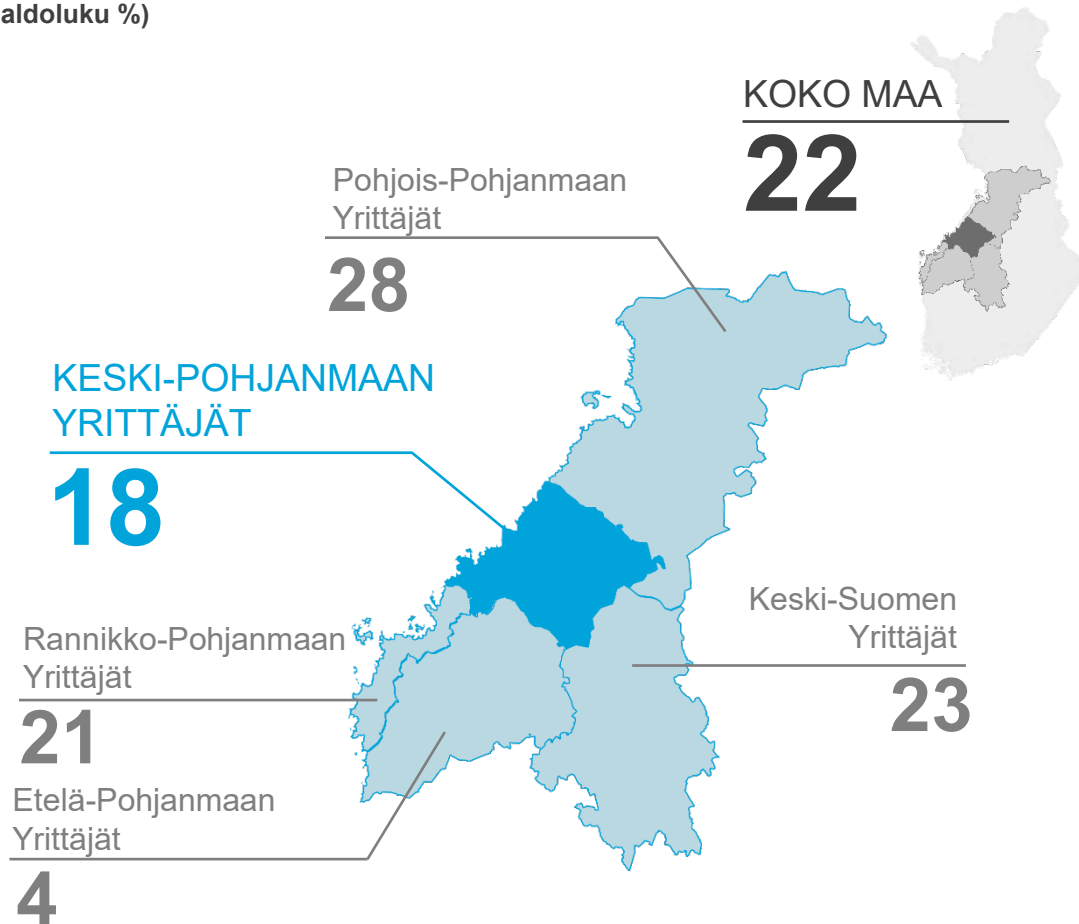 aldoluku %)
KOKO MAA
22
Pohjois-Pohjanmaan
Yrittäjät
28
KESKI-POHJANMAAN
YRITTÄJÄT
18
Keski-Suomen
Yrittäjät
23
Rannikko-Pohjanmaan
Yrittäjät
21
Etelä-Pohjanmaan
Yrittäjät
4